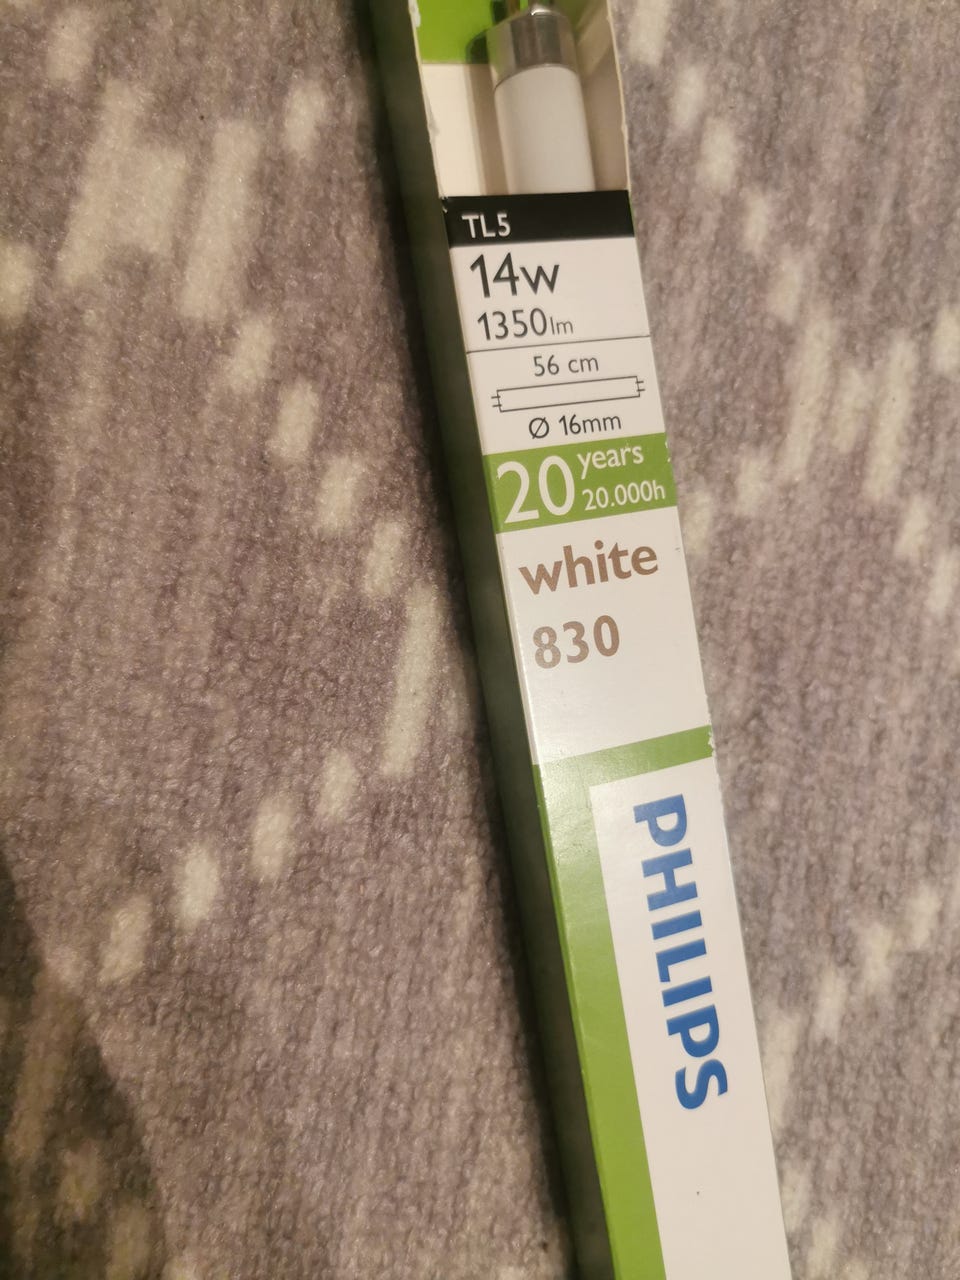 TL5
14w
1350lm
56 cm
Ø 16mm
20 years
20.000h
white
830
PHILIPS